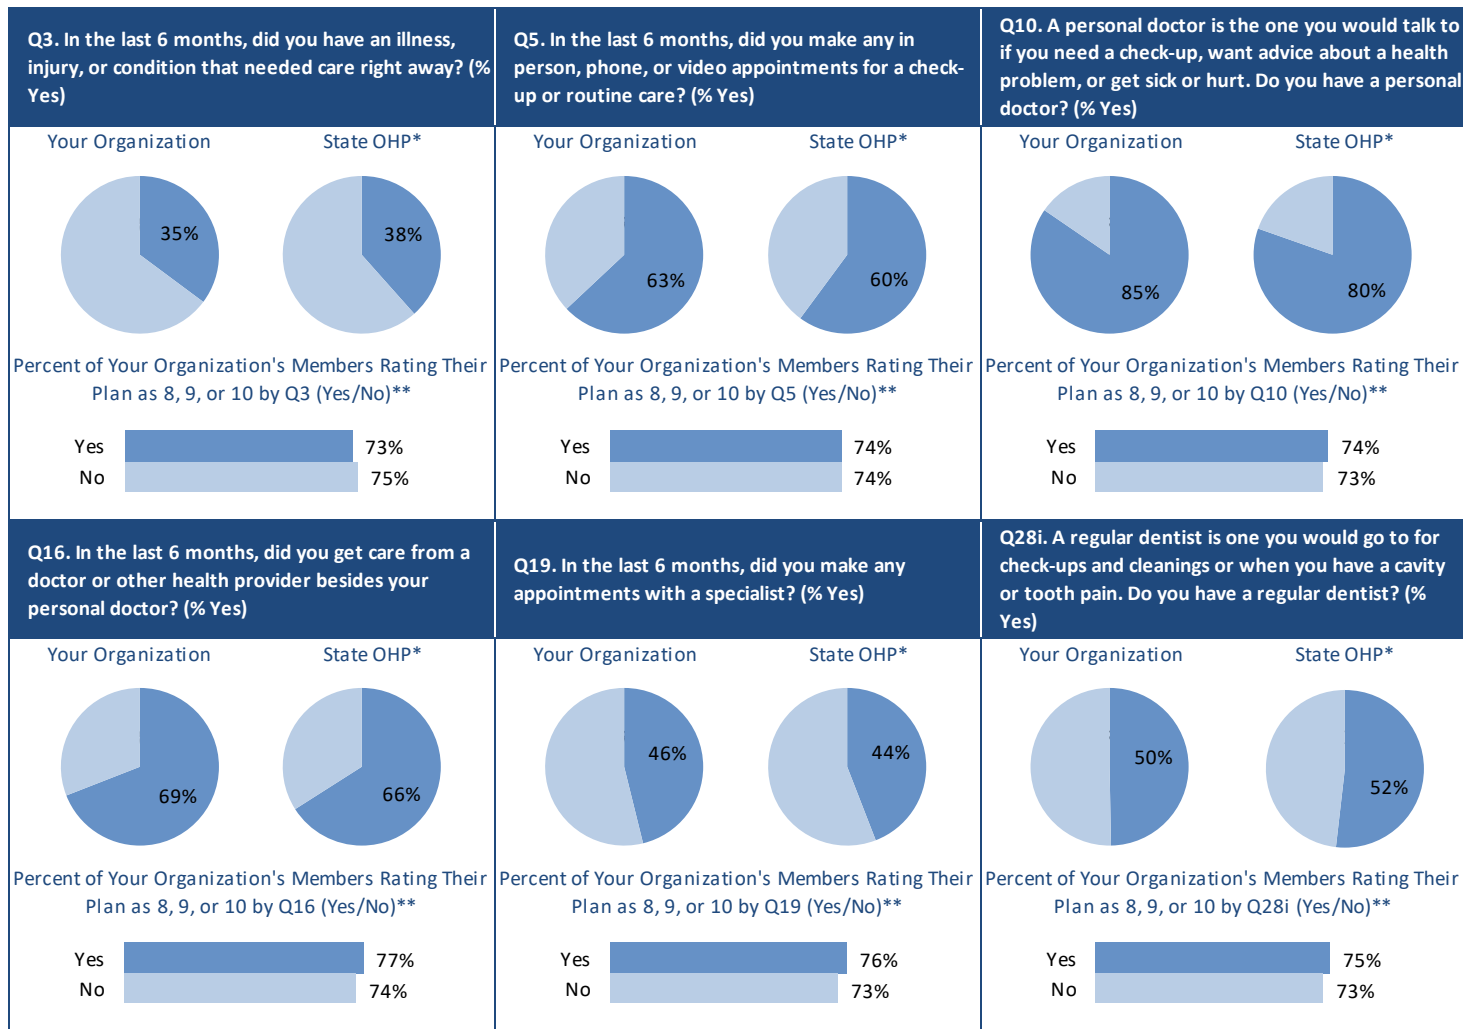 Q3. In the last 6 months, did you have an illness,
injury, or condition that needed care right away? (%
Yes)
Your Organization
State OHP*
35%
38%
Percent of Your Organization's Members Rating Their
Plan as 8, 9, or 10 by Q3 (Yes/No)**
Yes 73%
No 75%
Q5. In the last 6 months, did you make any in
person, phone, or video appointments for a check-
up or routine care? (% Yes)
Your Organization
State OHP*
63%
60%
Percent of Your Organization's Members Rating Their
Plan as 8, 9, or 10 by Q5 (Yes/No)**
Yes 74%
No 74%
Q10. A personal doctor is the one you would talk to
if you need a check-up, want advice about a health
problem, or get sick or hurt. Do you have a personal
doctor? (% Yes)
Your Organization
State OHP*
85%
80%
Percent of Your Organization's Members Rating Their
Plan as 8, 9, or 10 by Q10 (Yes/No)**
Yes 74%
No 73%
Q16. In the last 6 months, did you get care from a
doctor or other health provider besides your
personal doctor? (% Yes)
Your Organization
State OHP*
69%
66%
Percent of Your Organization's Members Rating Their
Plan as 8, 9, or 10 by Q16 (Yes/No)**
Yes 77%
No 74%
Q19. In the last 6 months, did you make any
appointments with a specialist? (% Yes)
Your Organization
State OHP*
46%
44%
Percent of Your Organization's Members Rating Their
Plan as 8, 9, or 10 by Q19 (Yes/No)**
Yes 76%
No 73%
Q28i. A regular dentist is one you would go to for
check-ups and cleanings or when you have a cavity
or tooth pain. Do you have a regular dentist? (%
Yes)
Your Organization
State OHP*
50%
52%
Percent of Your Organization's Members Rating Their
Plan as 8, 9, or 10 by Q28i (Yes/No)**
Yes 75%
No 73%